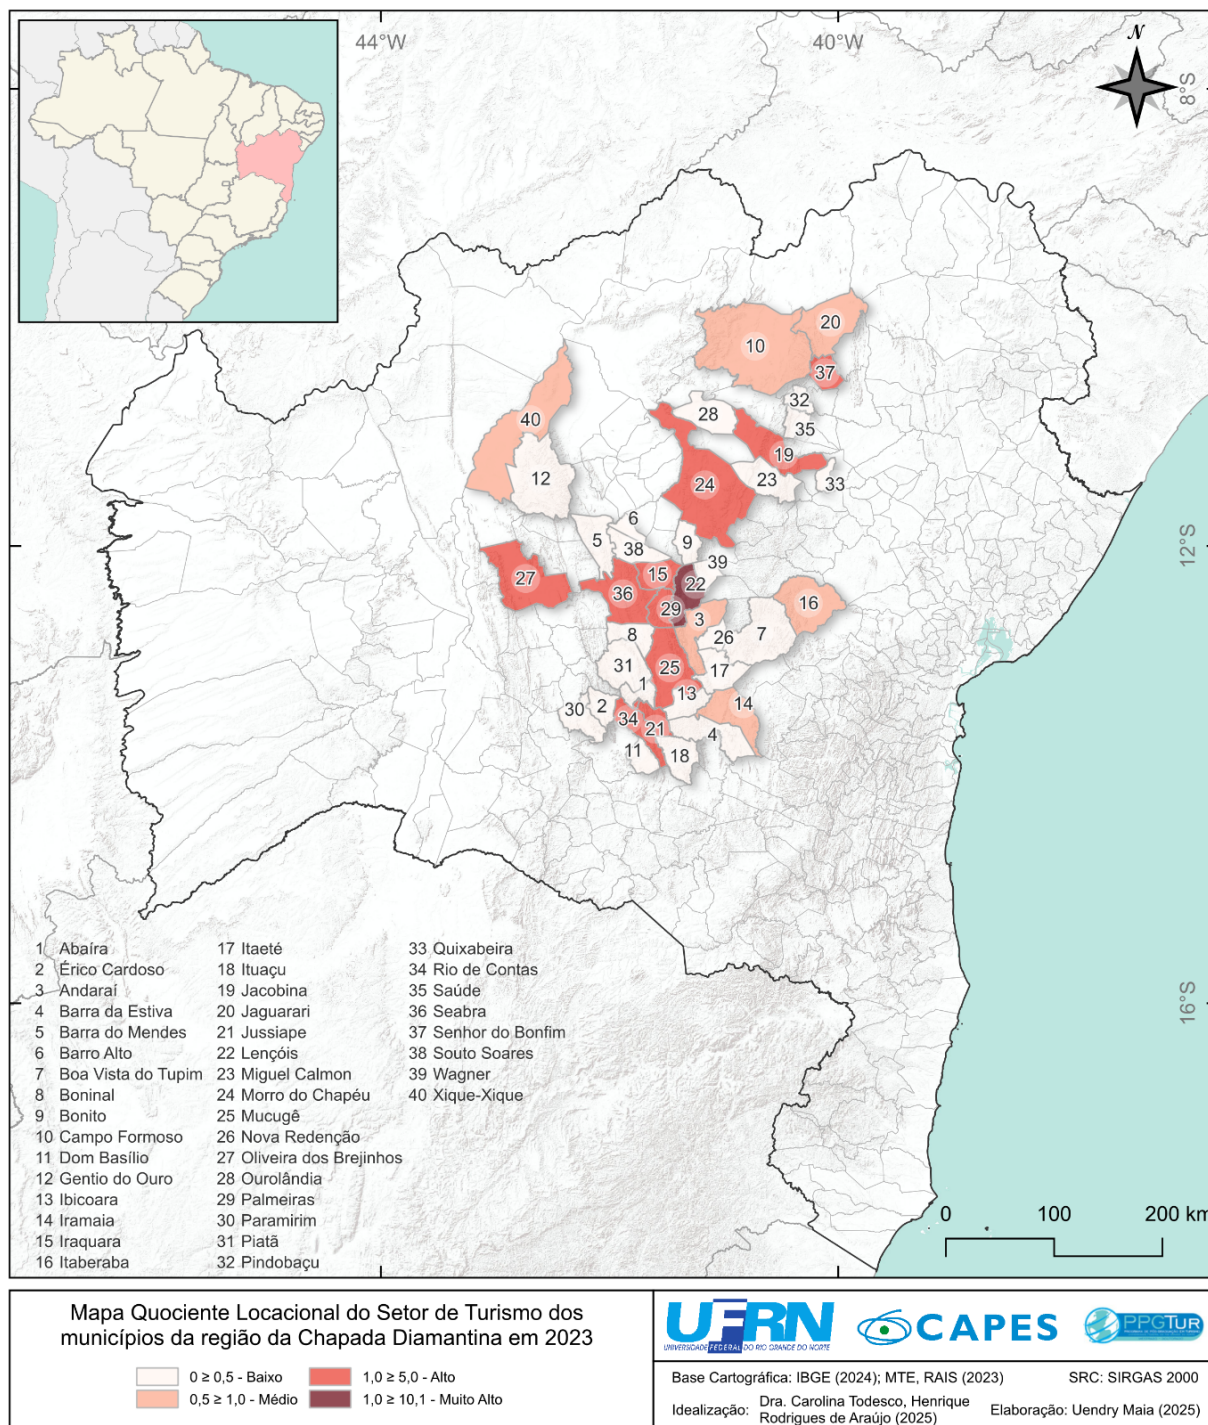 44°W
40°W
N
8°S
12°S
16°S
20
10
37
32
28
40
35
19
12
24
23
33
6
5
38
9
39
15
27
22
36
16
29
3
8
26
7
31
25
17
1
13
2
14
30
34
21
4
11
18
1 Abaíra
2 Érico Cardoso
3 Andaraí
4 Barra da Estiva
5 Barra do Mendes
6 Barro Alto
7 Boa Vista do Tupim
8 Boninal
9 Bonito
10 Campo Formoso
11 Dom Basílio
12 Gentio do Ouro
13 Ibicoara
14 Iramaia
15 Iraquara
16 Itaberaba
17 Itaeté
18 Ituaçu
19 Jacobina
20 Jaguarari
21 Jussiape
22 Lençóis
23 Miguel Calmon
24 Morro do Chapéu
25 Mucugê
26 Nova Redenção
27 Oliveira dos Brejinhos
28 Ourolândia
29 Palmeiras
30 Paramirim
31 Piatã
32 Pindobaçu
33 Quixabeira
34 Rio de Contas
35 Saúde
36 Seabra
37 Senhor do Bonfim
38 Souto Soares
39 Wagner
40 Xique-Xique
0 100 200 km
Mapa Quociente Locacional do Setor de Turismo dos
municípios da região da Chapada Diamantina em 2023
0 ≥ 0,5 - Baixo
0,5 ≥ 1,0 - Médio
1,0 ≥ 5,0 - Alto
1,0 ≥ 10,1 - Muito Alto
UFRN
UNIVERSIDADE FEDERAL DO RIO GRANDE DO NORTE
CAPES
PPGTUR
Base Cartográfica: IBGE (2024); MTE, RAIS (2023)
SRC: SIRGAS 2000
Idealização: Dra. Carolina Todesco, Henrique
Rodrigues de Araújo (2025)
Elaboração: Uendry Maia (2025)